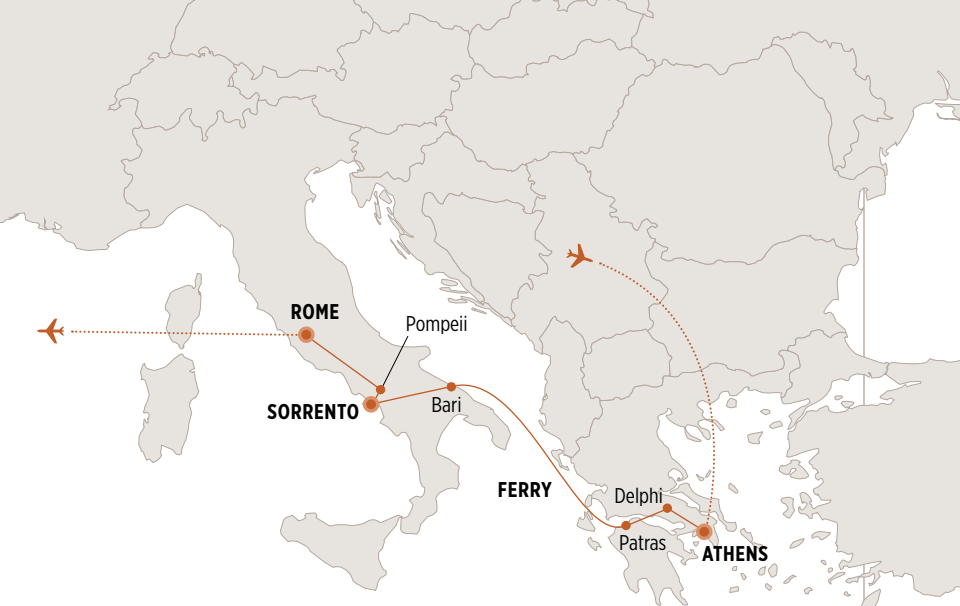 ROME
Pompeii
SORRENTO
Bari
FERRY
Delphi
Patras
ATHENS